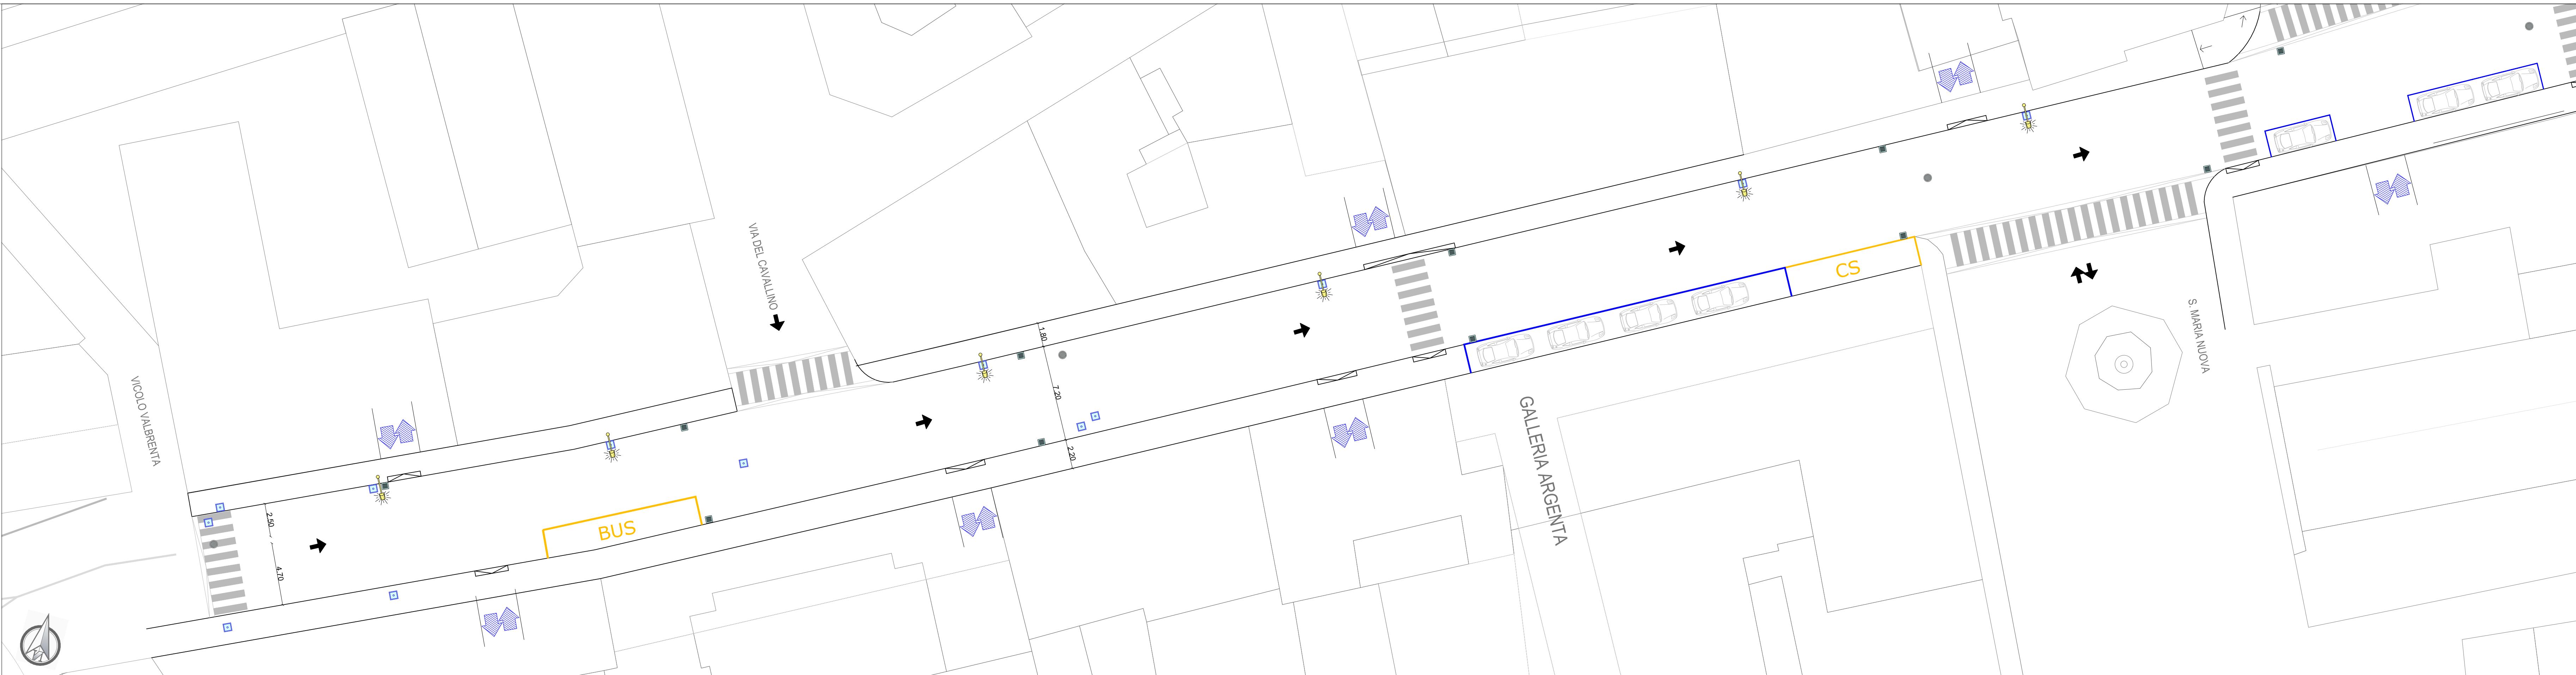 VICOLO VALBRENTA
2.50
4.70
BUS
VIA DEL CAVALLINO
1.80
7.20
2.20
GALLERIA ARGENTA
CS
S. MARIA NUOVA